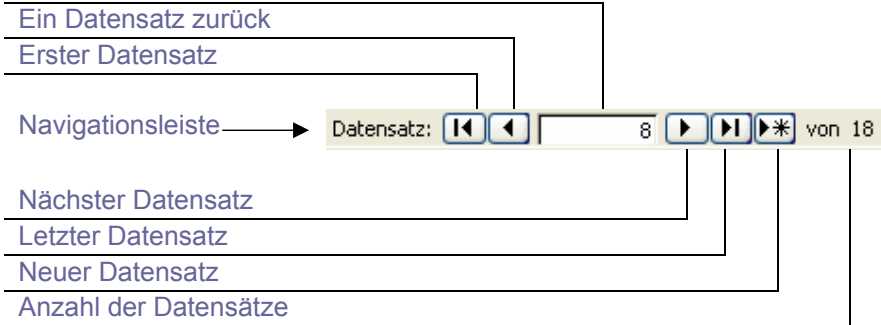 Ein Datensatz zurück
Erster Datensatz
Navigationsleiste
Datensatz: 8 von 18
Nächster Datensatz
Letzter Datensatz
Neuer Datensatz
Anzahl der Datensätze